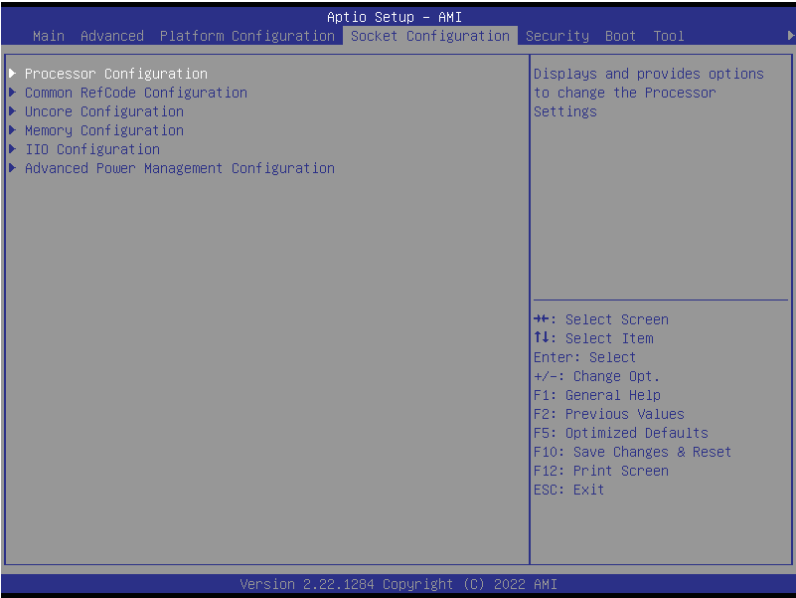 Aptio Setup – AMI
Main Advanced Platform Configuration Socket Configuration Security Boot Tool ▶
▶ Processor Configuration
▶ Common RefCode Configuration
▶ Uncore Configuration
▶ Memory Configuration
▶ IIO Configuration
▶ Advanced Power Management Configuration
Displays and provides options
to change the Processor
Settings
→←: Select Screen
↑↓: Select Item
Enter: Select
+/-: Change Opt.
F1: General Help
F2: Previous Values
F5: Optimized Defaults
F10: Save Changes & Reset
F12: Print Screen
ESC: Exit
Version 2.22.1284 Copyright (C) 2022 AMI